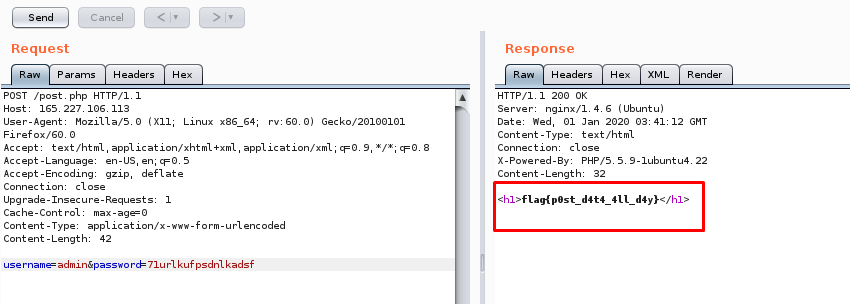 Send Cancel < | ▾ > | ▾
Request
Raw Params Headers Hex
POST /post.php HTTP/1.1
Host: 165.227.106.113
User-Agent: Mozilla/5.0 (X11; Linux x86_64; rv:60.0) Gecko/20100101
Firefox/60.0
Accept: text/html,application/xhtml+xml,application/xml;q=0.9,*/*;q=0.8
Accept-Language: en-US,en;q=0.5
Accept-Encoding: gzip, deflate
Connection: close
Upgrade-Insecure-Requests: 1
Cache-Control: max-age=0
Content-Type: application/x-www-form-urlencoded
Content-Length: 42
username=admin&password=71urlkufpsdnlkadsf
Response
Raw Headers Hex XML Render
HTTP/1.1 200 OK
Server: nginx/1.4.6 (Ubuntu)
Date: Wed, 01 Jan 2020 03:41:12 GMT
Content-Type: text/html
Connection: close
X-Powered-By: PHP/5.5.9-1ubuntu4.22
Content-Length: 32
<h1>flag{p0st_d4t4_4ll_d4y}</h1>